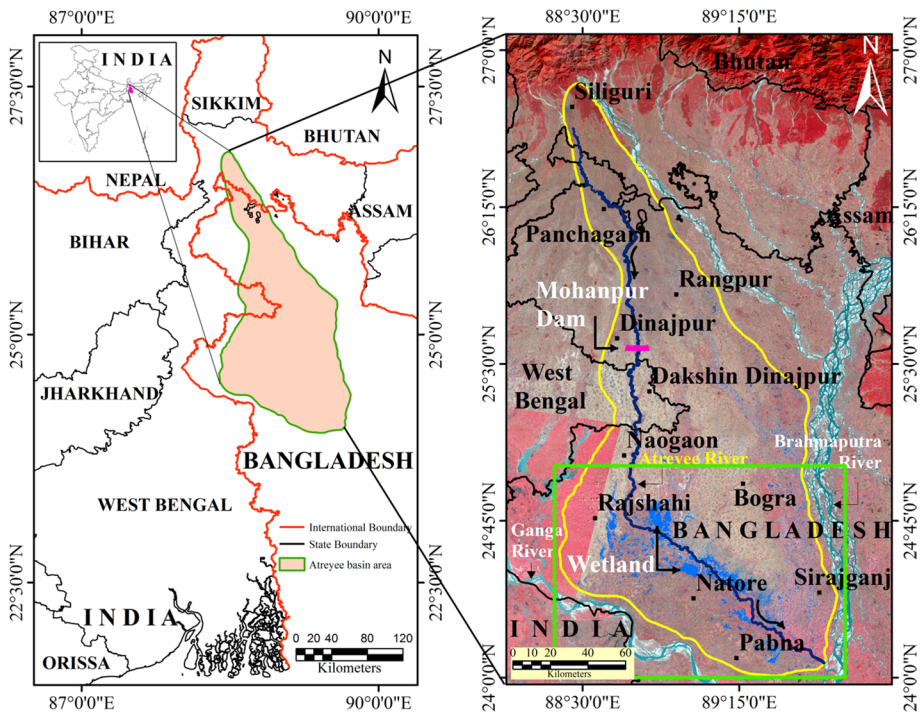 87°0'0"E
90°0'0"E
27°30'0"N
25°0'0"N
22°30'0"N
I N D I A
N
SIKKIM
BHUTAN
NEPAL
ASSAM
BIHAR
JHARKHAND
BANGLADESH
WEST BENGAL
International Boundary
State Boundary
Atreyee basin area
I N D I A
ORISSA
0 20 40 80 120
Kilometers
87°0'0"E
90°0'0"E
88°30'0"E
89°15'0"E
27°0'0"N
26°15'0"N
25°30'0"N
24°45'0"N
24°0'0"N
Bhutan
N
Siliguri
Assam
Panchagarh
Rangpur
Mohanpur
Dam
Dinajpur
West
Bengal
Dakshin Dinajpur
Naogaon
Atreyee River
Brahmaputra
River
Rajshahi
Bogra
BANGLADESH
Ganga
River
Wetland
Natore
Sirajganj
I N D I A
Pabna
0 10 20 40 60
Kilometers
88°30'0"E
89°15'0"E